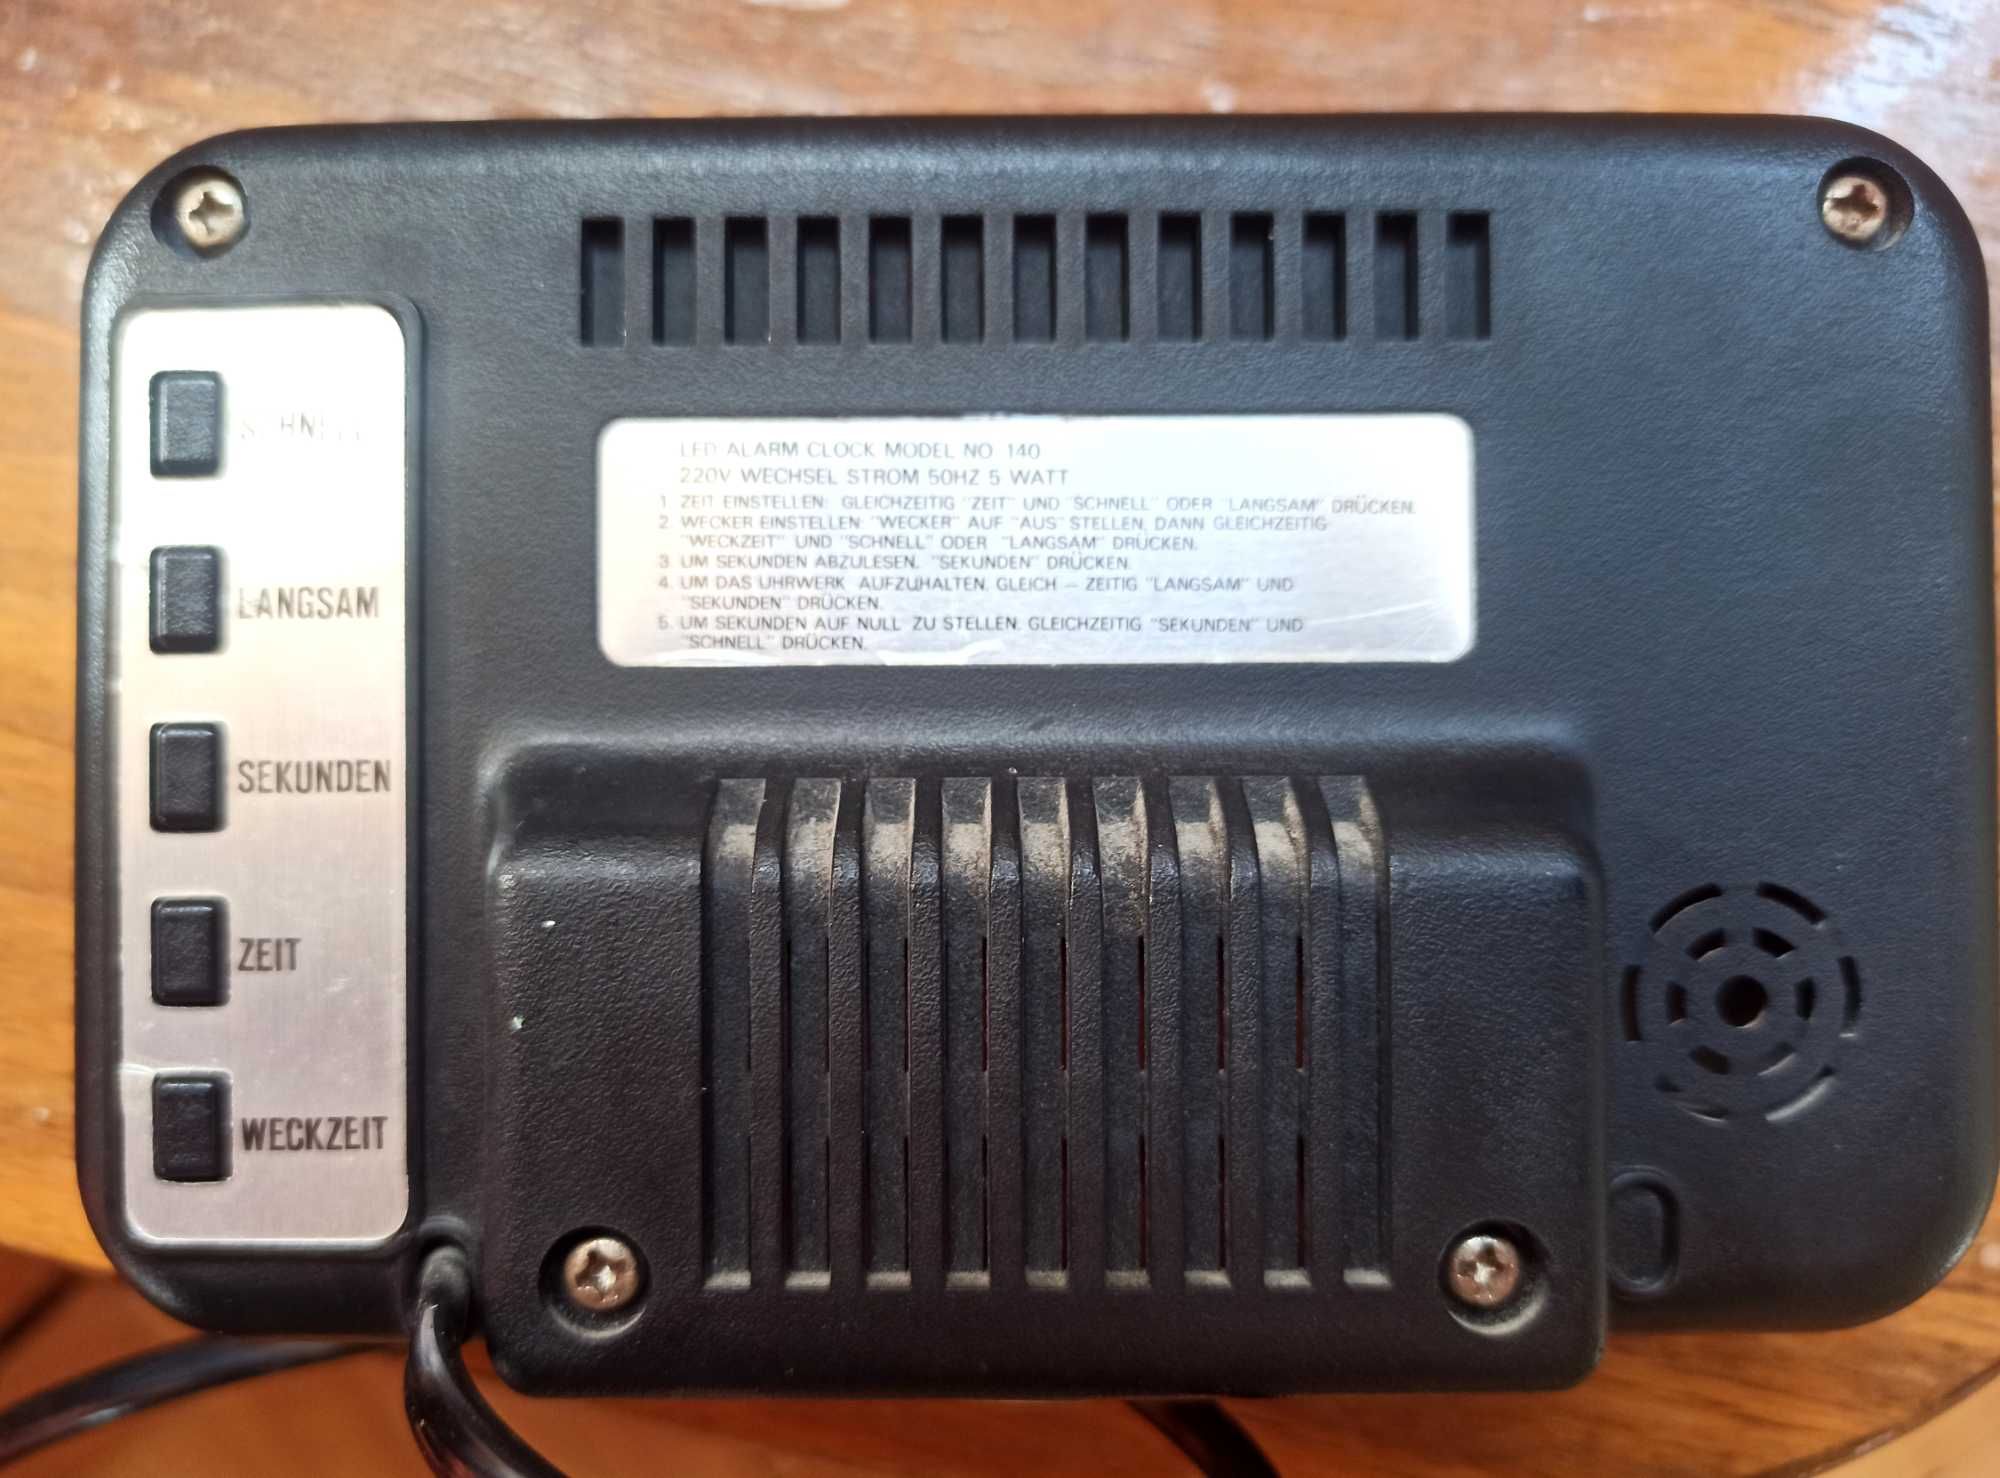 SCHNELL
LANGSAM
SEKUNDEN
ZEIT
WECKZEIT
LED ALARM CLOCK MODEL NO 140
220V WECHSEL STROM 50HZ 5 WATT
1. ZEIT EINSTELLEN: GLEICHZEITIG "ZEIT" UND "SCHNELL" ODER "LANGSAM" DRÜCKEN.
2. WECKER EINSTELLEN: "WECKER" AUF "AUS" STELLEN, DANN GLEICHZEITIG
"WECKZEIT" UND "SCHNELL" ODER "LANGSAM" DRÜCKEN.
3. UM SEKUNDEN ABZULESEN, "SEKUNDEN" DRÜCKEN.
4. UM DAS UHRWERK AUFZUHALTEN, GLEICH – ZEITIG "LANGSAM" UND
"SEKUNDEN" DRÜCKEN.
5. UM SEKUNDEN AUF NULL ZU STELLEN, GLEICHZEITIG "SEKUNDEN" UND
"SCHNELL" DRÜCKEN.